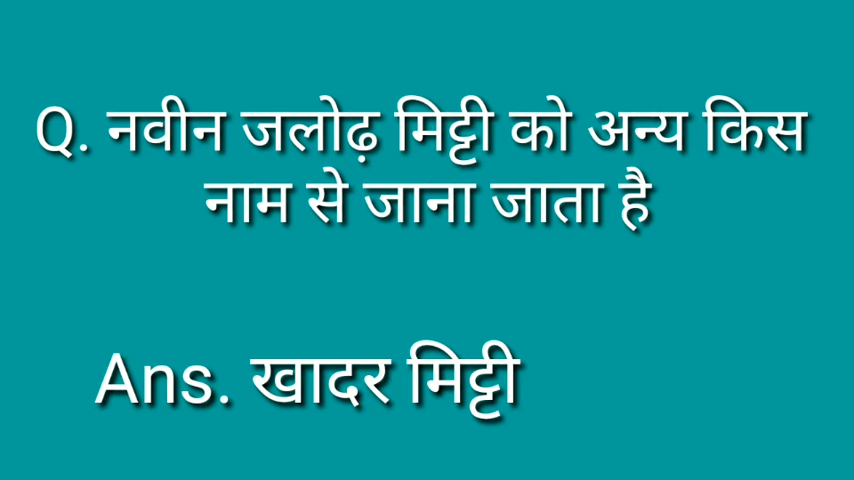 Q. नवीन जलोढ़ मिट्टी को अन्य किस
नाम से जाना जाता है
Ans. खादर मिट्टी